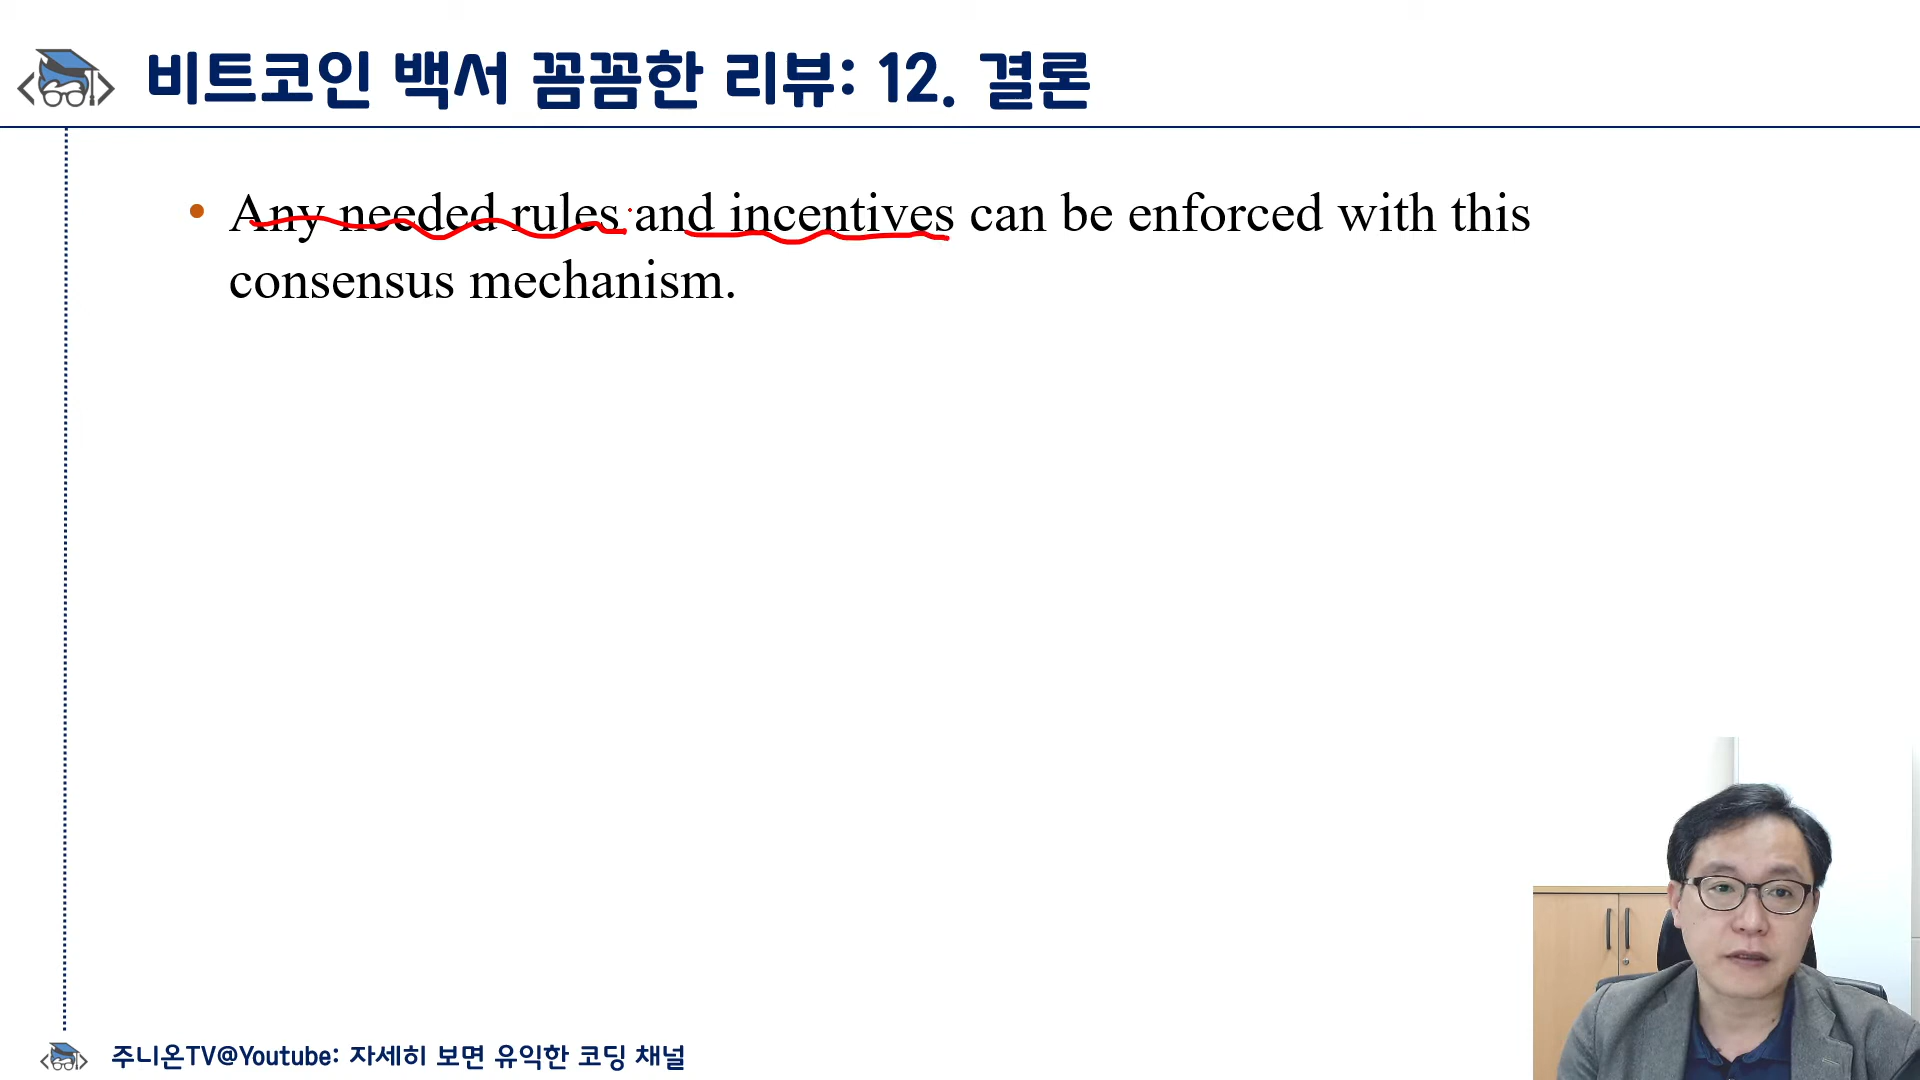 비트코인 백서 꼼꼼한 리뷰: 12. 결론
• Any needed rules and incentives can be enforced with this
consensus mechanism.
주니온TV@Youtube: 자세히 보면 유익한 코딩 채널